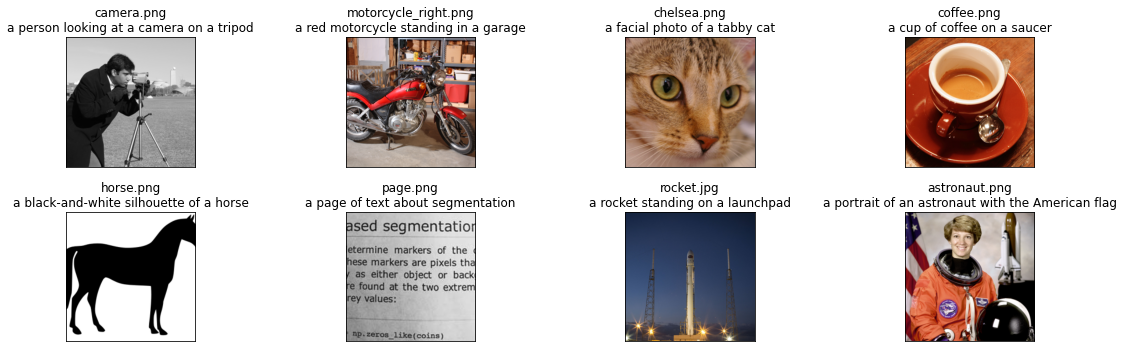 camera.png
a person looking at a camera on a tripod
motorcycle_right.png
a red motorcycle standing in a garage
chelsea.png
a facial photo of a tabby cat
coffee.png
a cup of coffee on a saucer
horse.png
a black-and-white silhouette of a horse
page.png
a page of text about segmentation
ased segmentation
etermine markers of the
hese markers are pixels tha
as either object or back
re found at the two extrem
rey values:
np.zeros_like(coins)
rocket.jpg
a rocket standing on a launchpad
astronaut.png
a portrait of an astronaut with the American flag